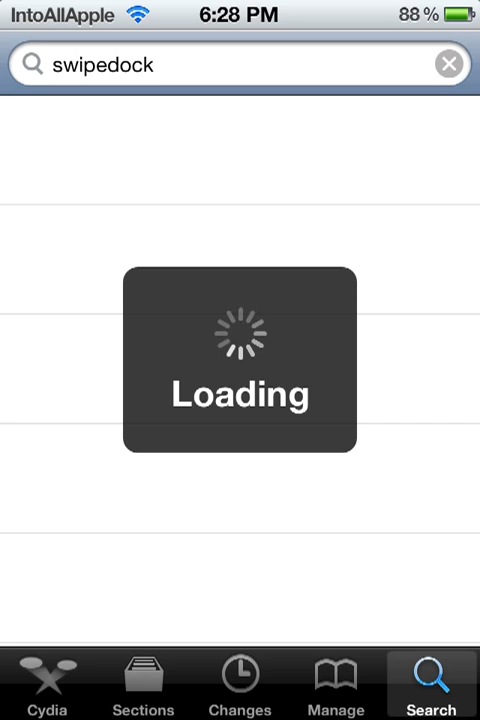 IntoAllApple 6:28 PM 88 %
swipedock
Loading
Cydia Sections Changes Manage Search